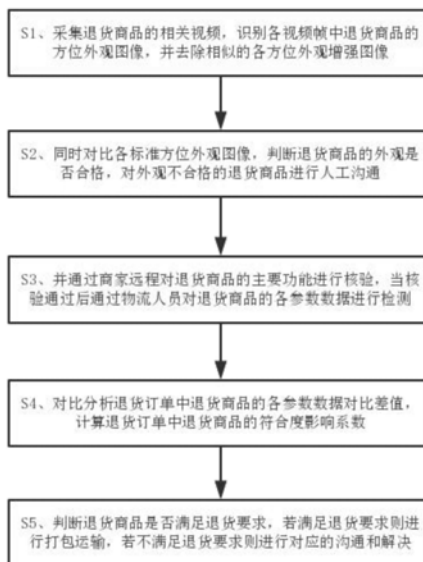 S1、采集退货商品的相关视频，识别各视频帧中退货商品的
方位外观图像，并去除相似的各方位外观增强图像
S2、同时对比各标准方位外观图像，判断退货商品的外观是
否合格，对外观不合格的退货商品进行人工沟通
S3、并通过商家远程对退货商品的主要功能进行核验，当核
验通过后通过物流人员对退货商品的各参数数据进行检测
S4、对比分析退货订单中退货商品的各参数数据对比差值，
计算退货订单中退货商品的符合度影响系数
S5、判断退货商品是否满足退货要求，若满足退货要求则进
行打包运输，若不满足退货要求则进行对应的沟通和解决